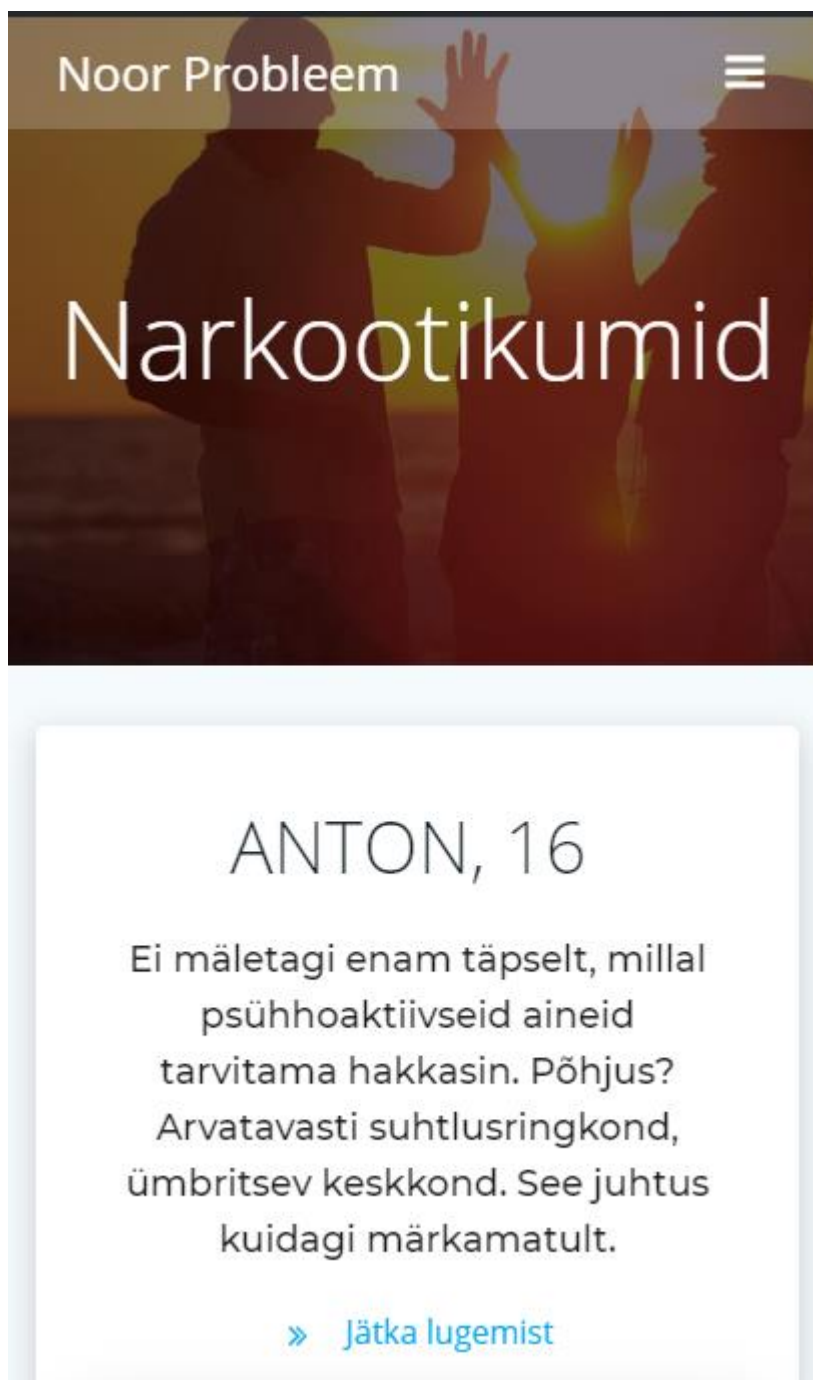 Noor Probleem
Narkootikumid
ANTON, 16
Ei mäletagi enam täpselt, millal
psühhoaktiivseid aineid
tarvitama hakkasin. Põhjus?
Arvatavasti suhtlusringkond,
ümbritsev keskkond. See juhtus
kuidagi märkamatult.
» Jätka lugemist